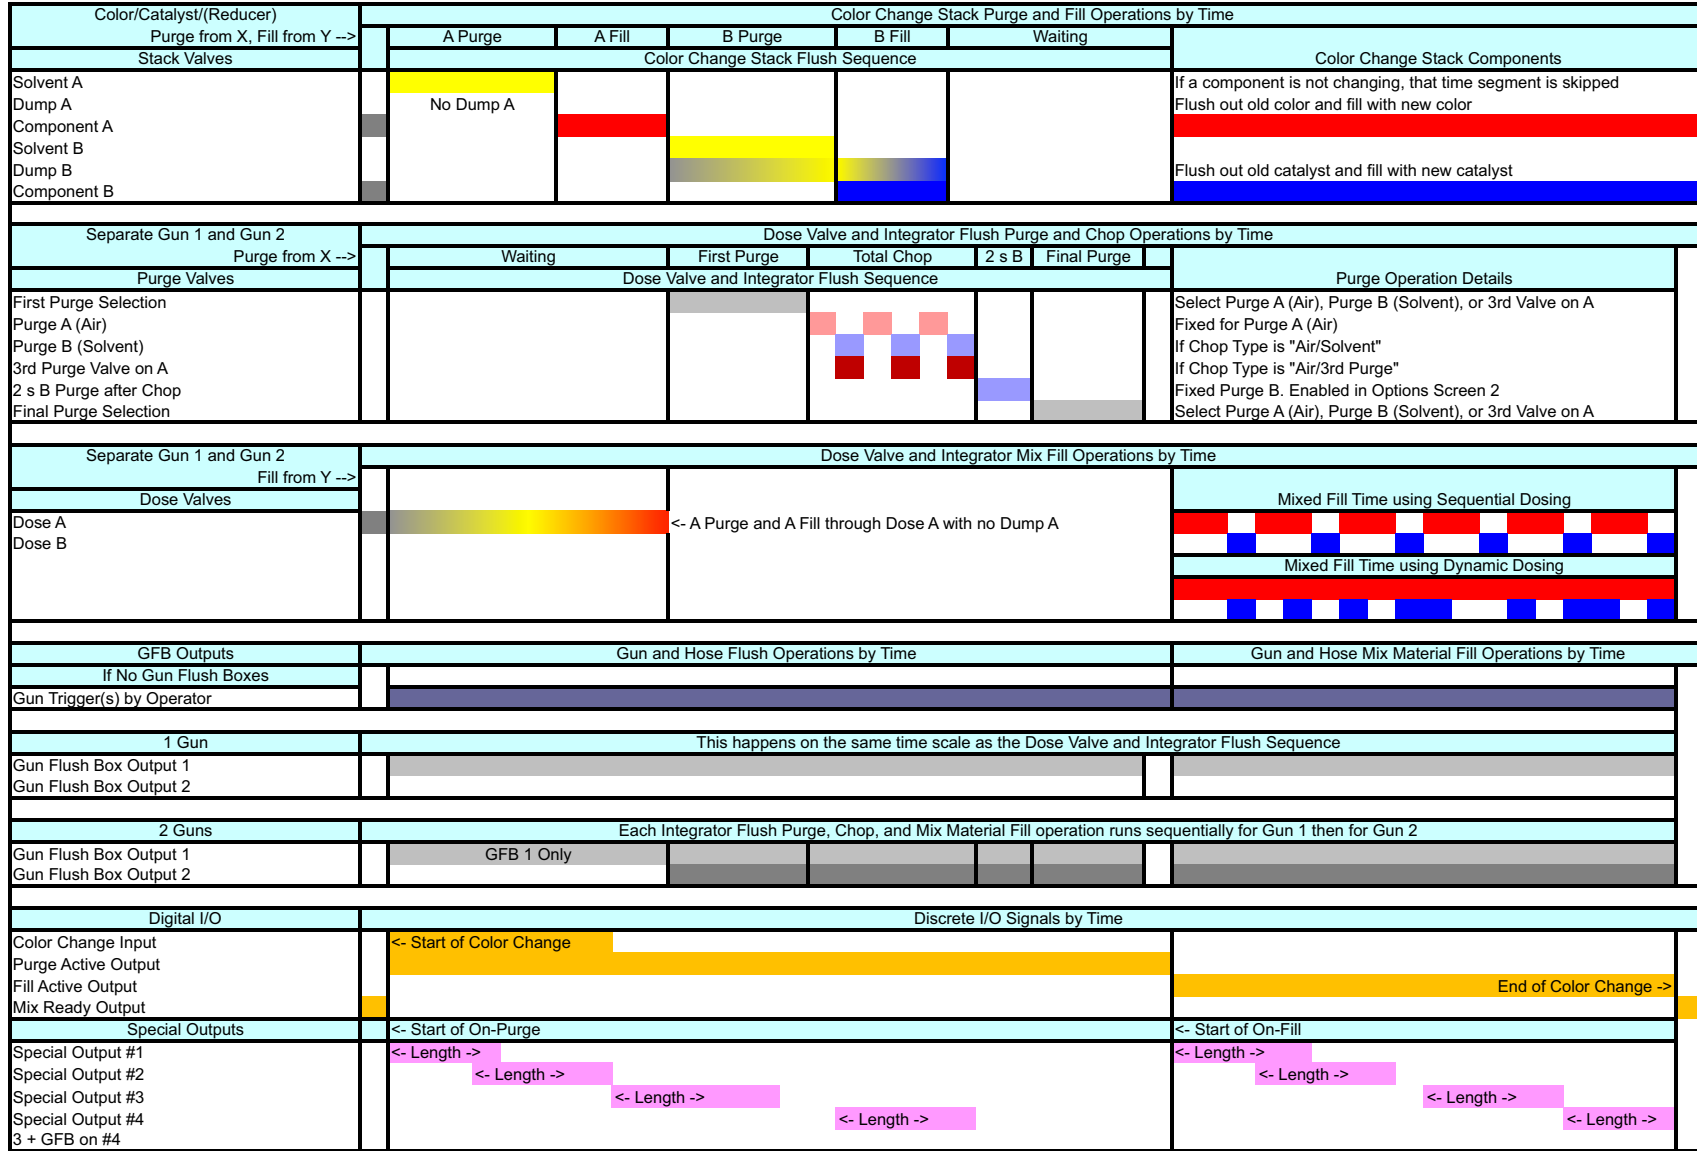 Color/Catalyst/(Reducer)
Color Change Stack Purge and Fill Operations by Time
Purge from X, Fill from Y -->
A Purge
A Fill
B Purge
B Fill
Waiting
Stack Valves
Color Change Stack Flush Sequence
Color Change Stack Components
Solvent A
If a component is not changing, that time segment is skipped
Dump A
No Dump A
Flush out old color and fill with new color
Component A
Solvent B
Dump B
Flush out old catalyst and fill with new catalyst
Component B
Separate Gun 1 and Gun 2
Dose Valve and Integrator Flush Purge and Chop Operations by Time
Purge from X -->
Waiting
First Purge
Total Chop
2 s B
Final Purge
Purge Valves
Dose Valve and Integrator Flush Sequence
Purge Operation Details
First Purge Selection
Select Purge A (Air), Purge B (Solvent), or 3rd Valve on A
Purge A (Air)
Fixed for Purge A (Air)
Purge B (Solvent)
If Chop Type is "Air/Solvent"
3rd Purge Valve on A
If Chop Type is "Air/3rd Purge"
2 s B Purge after Chop
Fixed Purge B. Enabled in Options Screen 2
Final Purge Selection
Select Purge A (Air), Purge B (Solvent), or 3rd Valve on A
Separate Gun 1 and Gun 2
Dose Valve and Integrator Mix Fill Operations by Time
Fill from Y -->
Dose Valves
Mixed Fill Time using Sequential Dosing
Dose A
<- A Purge and A Fill through Dose A with no Dump A
Dose B
Mixed Fill Time using Dynamic Dosing
GFB Outputs
Gun and Hose Flush Operations by Time
Gun and Hose Mix Material Fill Operations by Time
If No Gun Flush Boxes
Gun Trigger(s) by Operator
1 Gun
This happens on the same time scale as the Dose Valve and Integrator Flush Sequence
Gun Flush Box Output 1
Gun Flush Box Output 2
2 Guns
Each Integrator Flush Purge, Chop, and Mix Material Fill operation runs sequentially for Gun 1 then for Gun 2
Gun Flush Box Output 1
GFB 1 Only
Gun Flush Box Output 2
Digital I/O
Discrete I/O Signals by Time
Color Change Input
<- Start of Color Change
Purge Active Output
Fill Active Output
End of Color Change ->
Mix Ready Output
Special Outputs
<- Start of On-Purge
<- Start of On-Fill
Special Output #1
<- Length ->
<- Length ->
Special Output #2
<- Length ->
<- Length ->
Special Output #3
<- Length ->
<- Length ->
Special Output #4
<- Length ->
<- Length ->
3 + GFB on #4